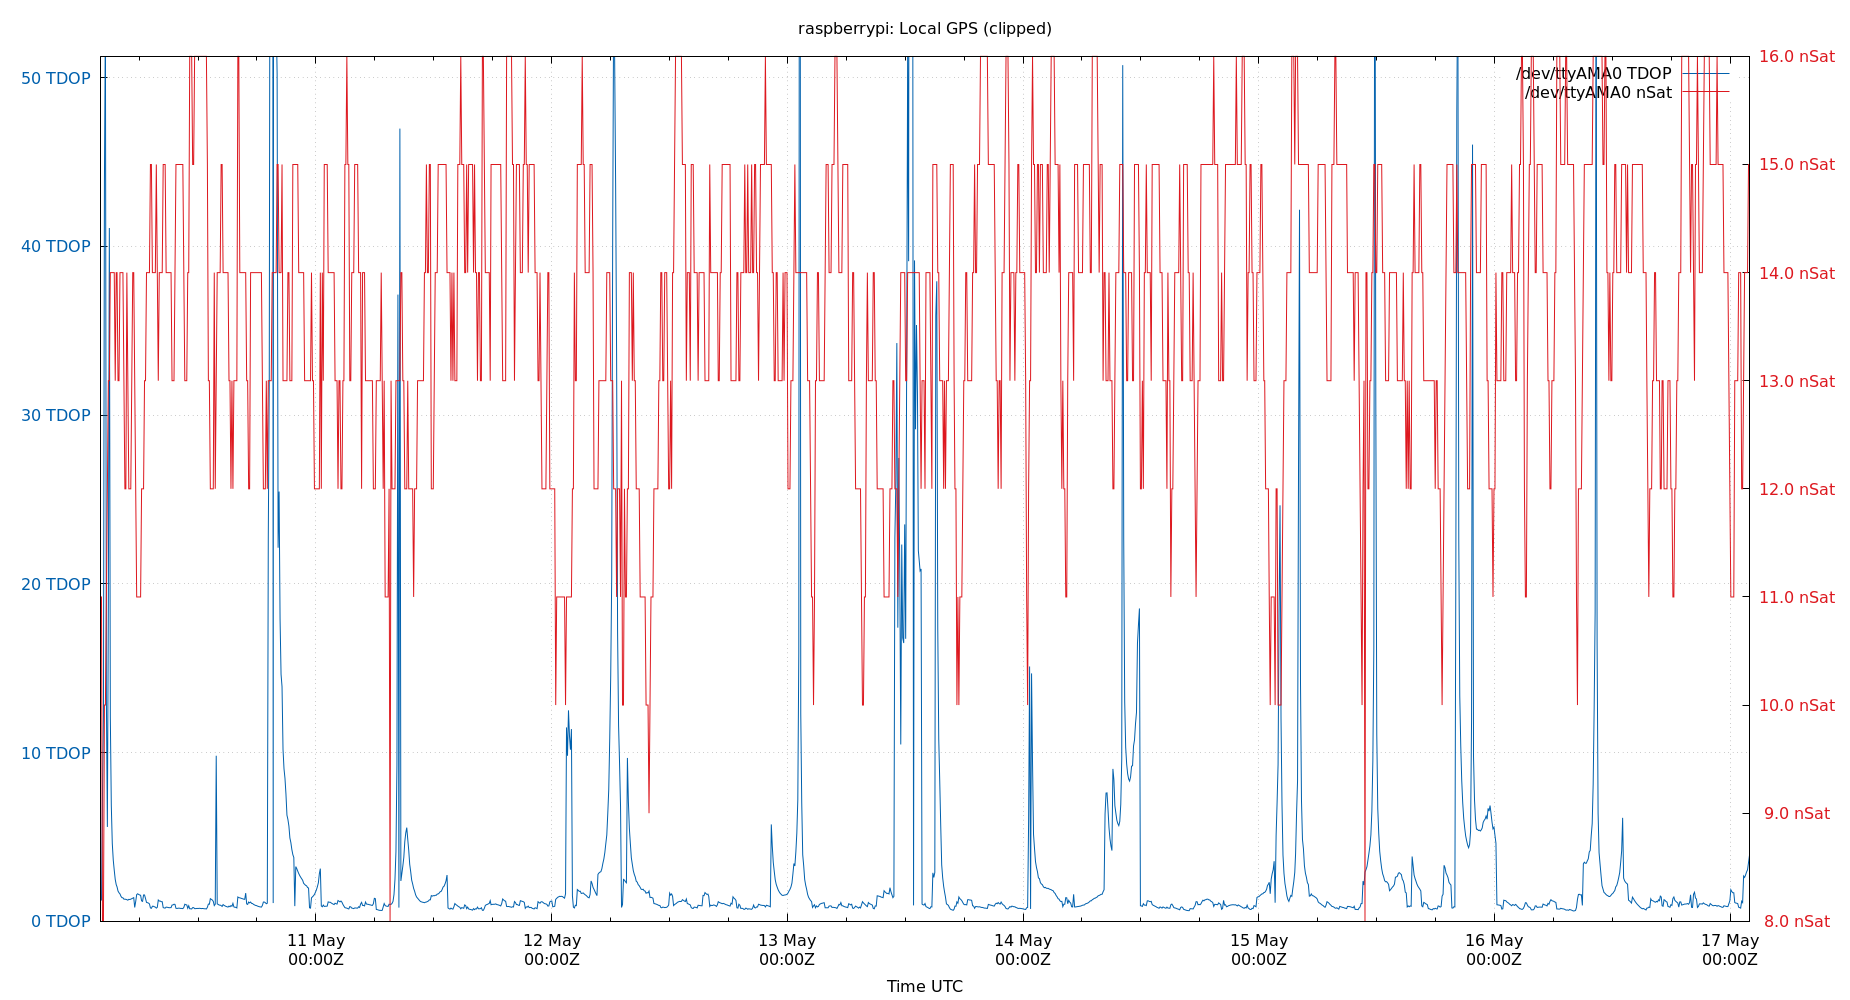 raspberrypi: Local GPS (clipped)
50 TDOP
40 TDOP
30 TDOP
20 TDOP
10 TDOP
0 TDOP
16.0 nSat
15.0 nSat
14.0 nSat
13.0 nSat
12.0 nSat
11.0 nSat
10.0 nSat
9.0 nSat
8.0 nSat
/dev/ttyAMA0 TDOP
/dev/ttyAMA0 nSat
11 May
00:00Z
12 May
00:00Z
13 May
00:00Z
14 May
00:00Z
15 May
00:00Z
16 May
00:00Z
17 May
00:00Z
Time UTC